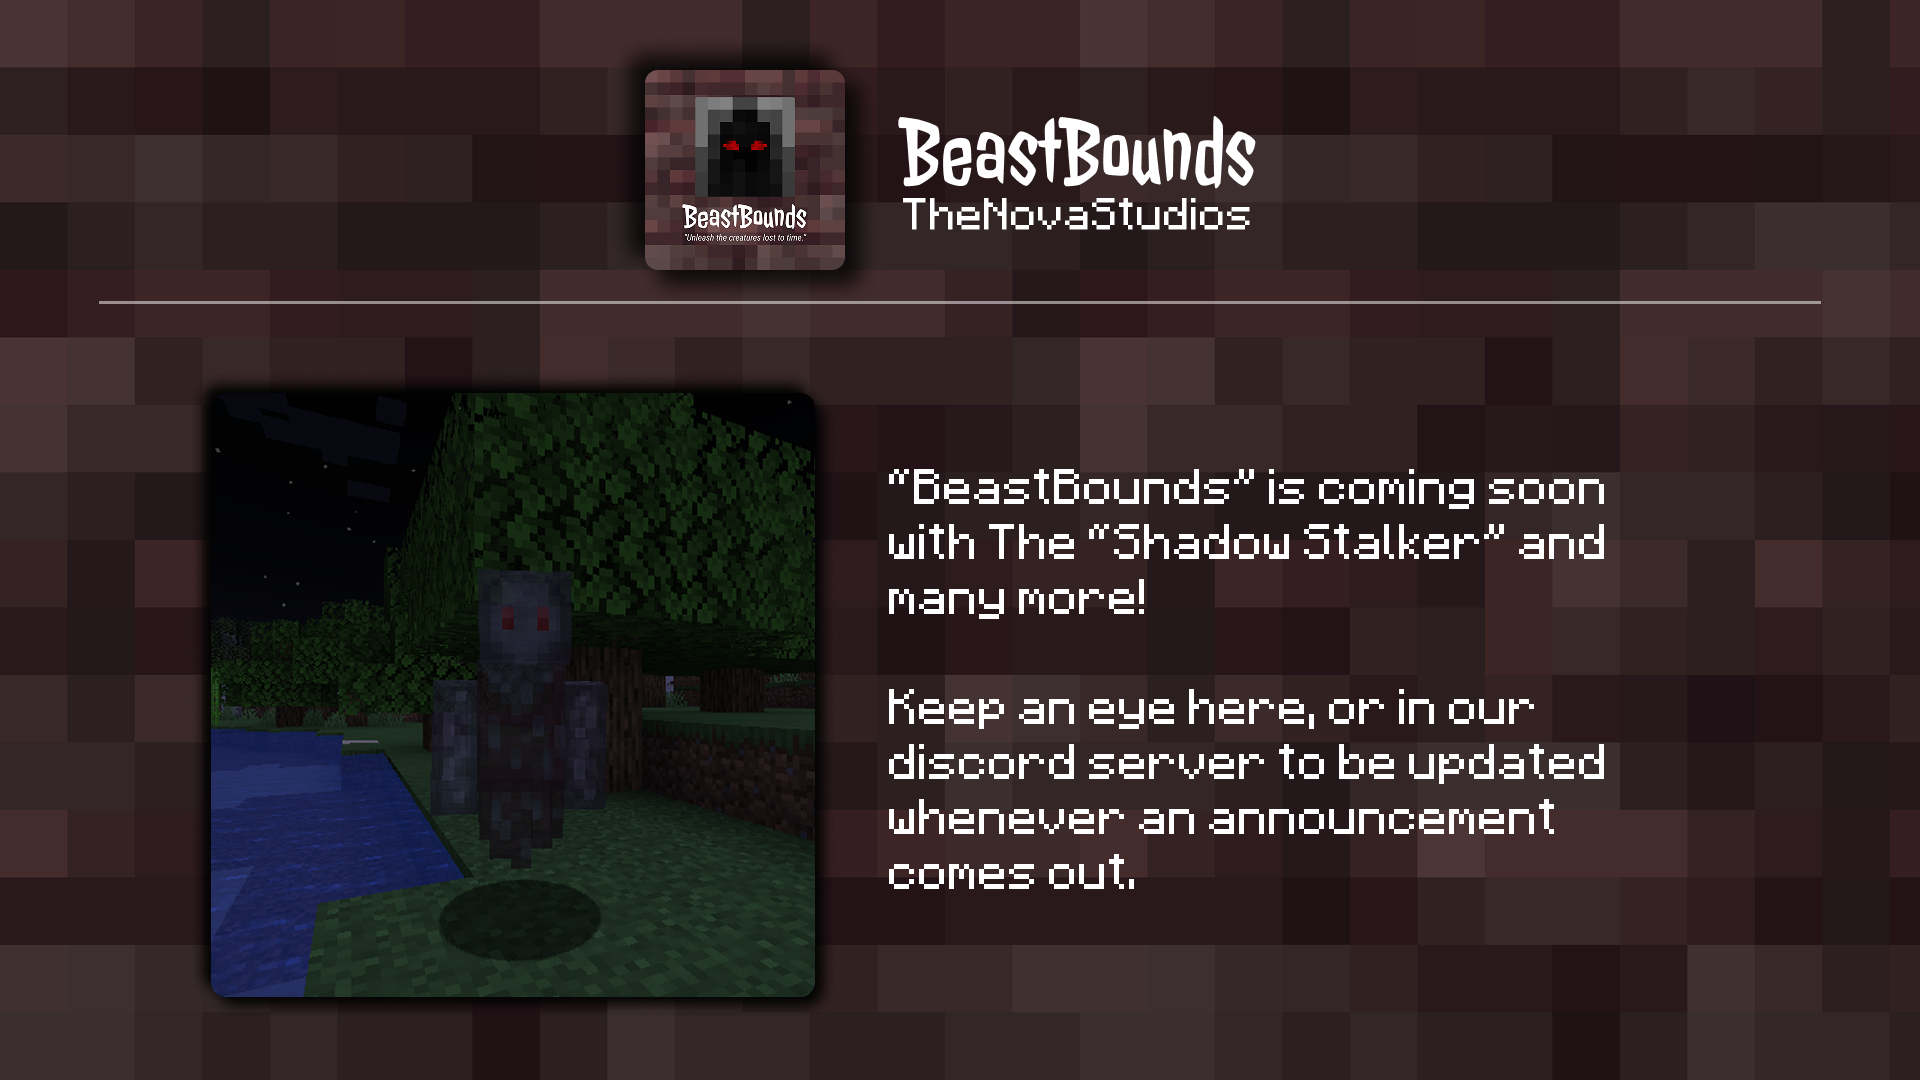 BeastBounds
"Unleash the creatures lost to time."
BeastBounds
TheNovaStudios
“BeastBounds” is coming soon
with The “Shadow Stalker” and
many more!
Keep an eye here, or in our
discord server to be updated
whenever an announcement
comes out.